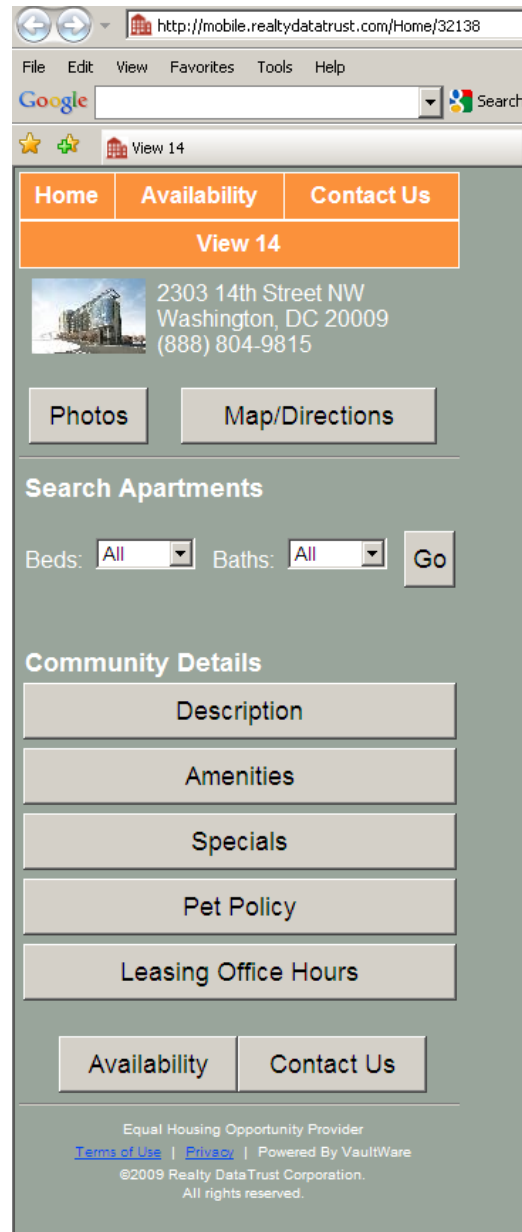 http://mobile.realtydatatrust.com/Home/32138
File Edit View Favorites Tools Help
Google Search
View 14
Home Availability Contact Us
View 14
2303 14th Street NW
Washington, DC 20009
(888) 804-9815
Photos Map/Directions
Search Apartments
Beds: All Baths: All Go
Community Details
Description
Amenities
Specials
Pet Policy
Leasing Office Hours
Availability Contact Us
Equal Housing Opportunity Provider
Terms of Use | Privacy | Powered By VaultWare
©2009 Realty DataTrust Corporation.
All rights reserved.